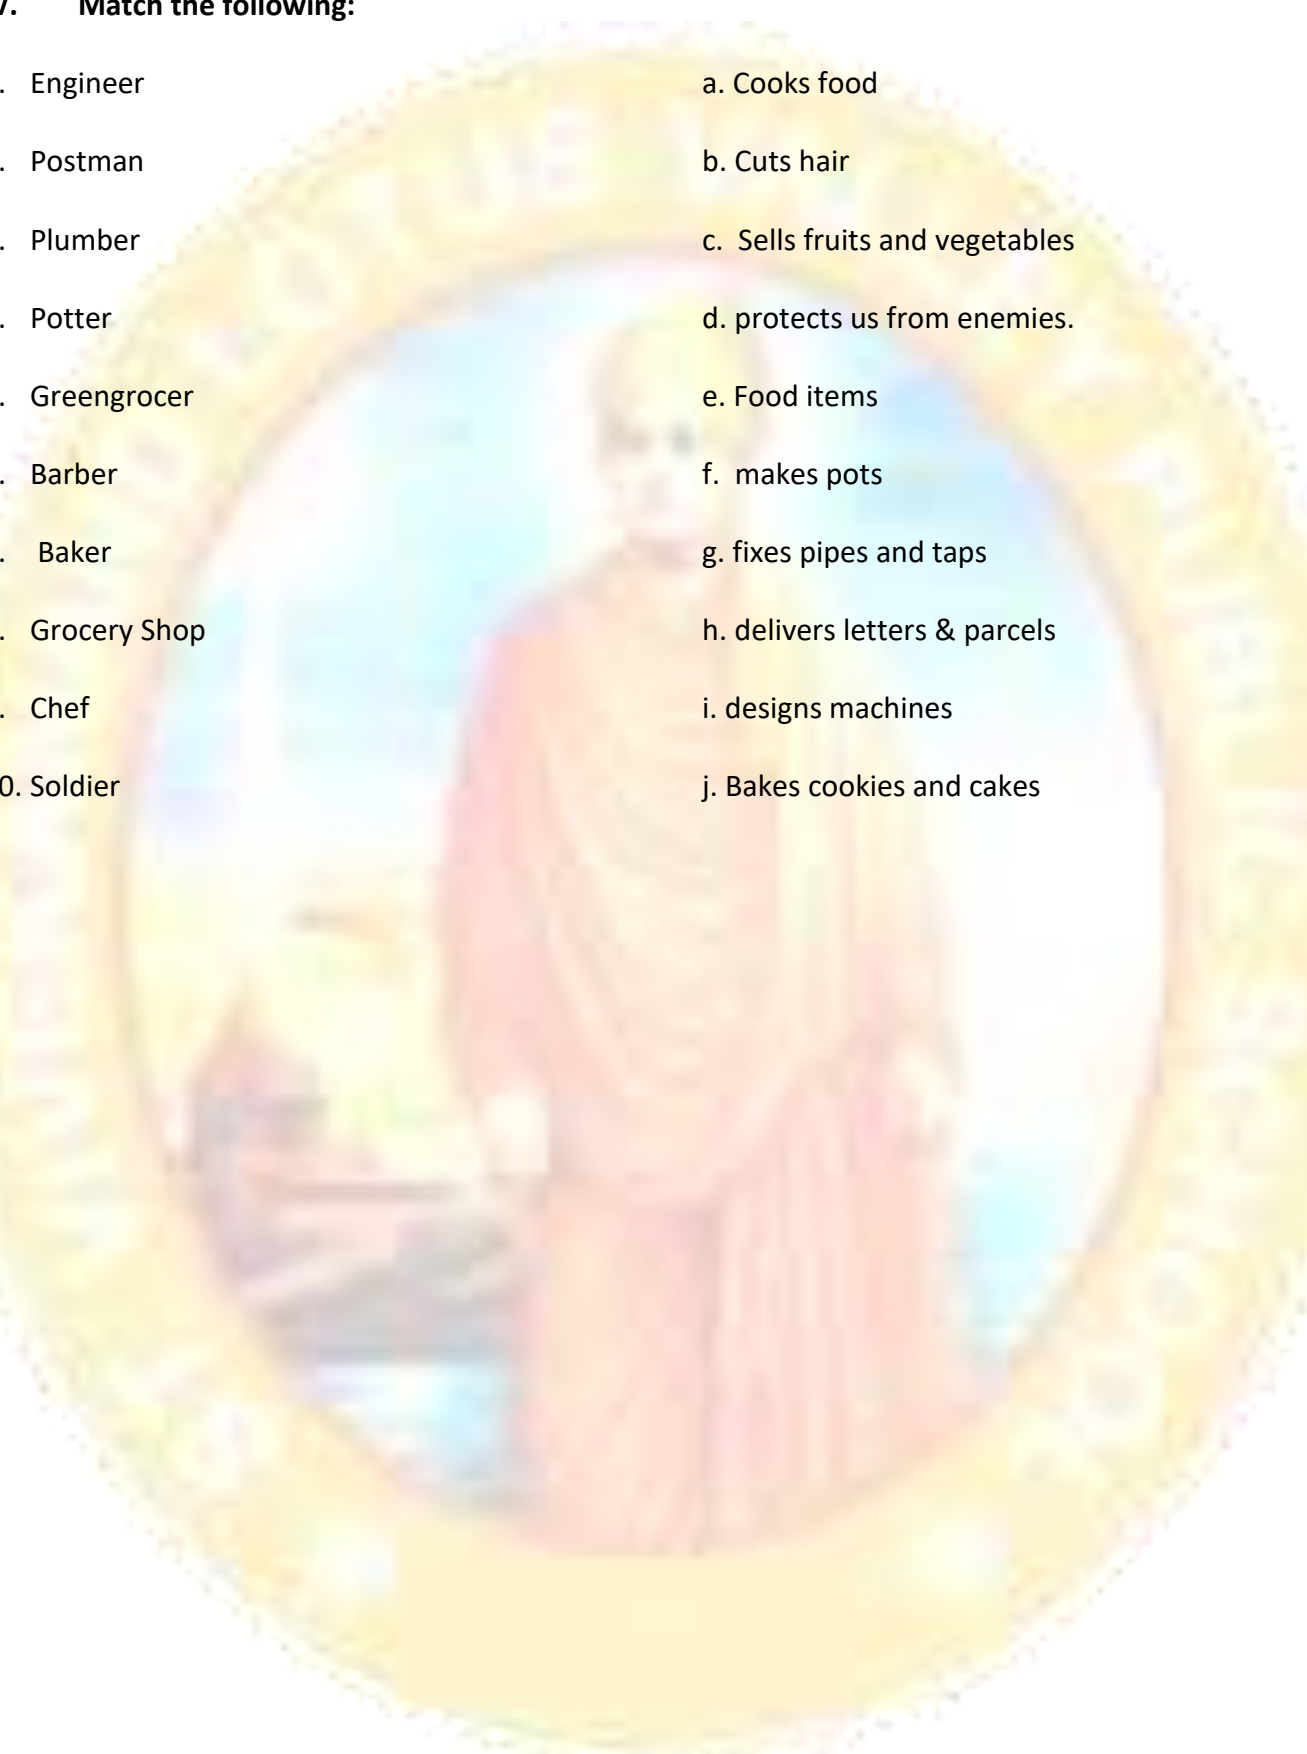 . Match the following:
. Engineer a. Cooks food
. Postman b. Cuts hair
. Plumber c. Sells fruits and vegetables
. Potter d. protects us from enemies.
. Greengrocer e. Food items
. Barber f. makes pots
. Baker g. fixes pipes and taps
. Grocery Shop h. delivers letters & parcels
. Chef i. designs machines
0. Soldier j. Bakes cookies and cakes